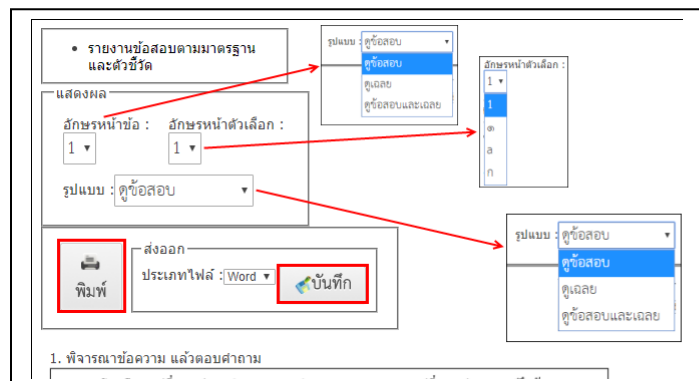 • รายงานข้อสอบตามมาตรฐาน
และตัวชี้วัด
แสดงผล
อักษรหน้าข้อ : อักษรหน้าตัวเลือก :
1 1
รูปแบบ : ดูข้อสอบ
พิมพ์
ส่งออก
ประเภทไฟล์ : Word บันทึก
รูปแบบ : ดูข้อสอบ
ดูข้อสอบ
ดูเฉลย
ดูข้อสอบและเฉลย
อักษรหน้าตัวเลือก :
1
1
๑
a
ก
รูปแบบ : ดูข้อสอบ
ดูข้อสอบ
ดูเฉลย
ดูข้อสอบและเฉลย
1. พิจารณาข้อความ แล้วตอบคำถาม